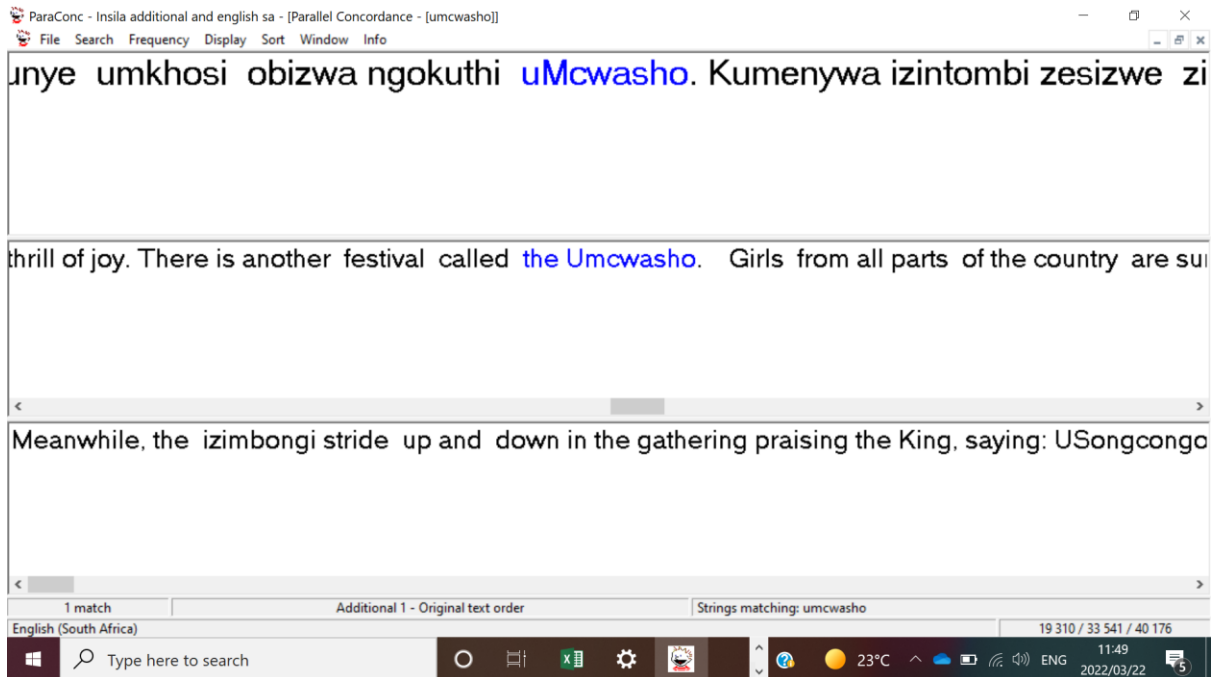 ParaConc - Insila additional and english sa - [Parallel Concordance - [umcwasho]]
File Search Frequency Display Sort Window Info
unye umkhosi obizwa ngokuthi uMcwasho. Kumenywa izintombi zesizwe zi
thrill of joy. There is another festival called the Umcwasho. Girls from all parts of the country are su
Meanwhile, the izimbongi stride up and down in the gathering praising the King, saying: USongcongo
1 match Additional 1 - Original text order Strings matching: umcwasho
English (South Africa) 19 310 / 33 541 / 40 176
Type here to search 23°C ENG 11:49
2022/03/22 5